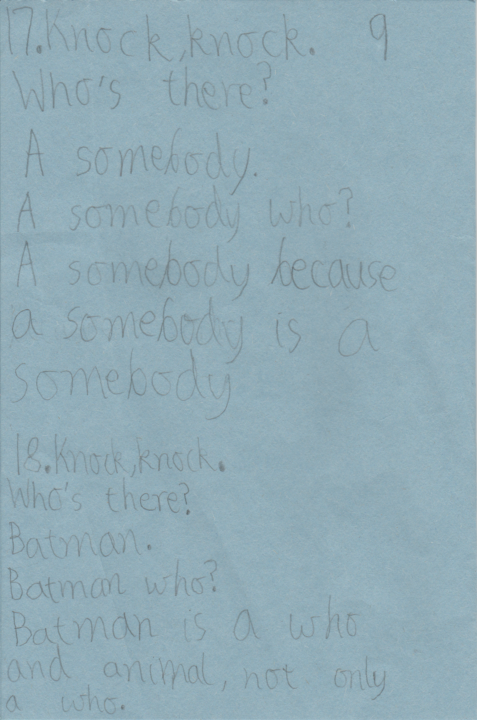 17.Knock,knock. 9
Who's there?
A somebody.
A somebody who?
A somebody because
a somebody is a
somebody
18.Knock,knock.
Who's there?
Batman.
Batman who?
Batman is a who
and animal, not only
a who.